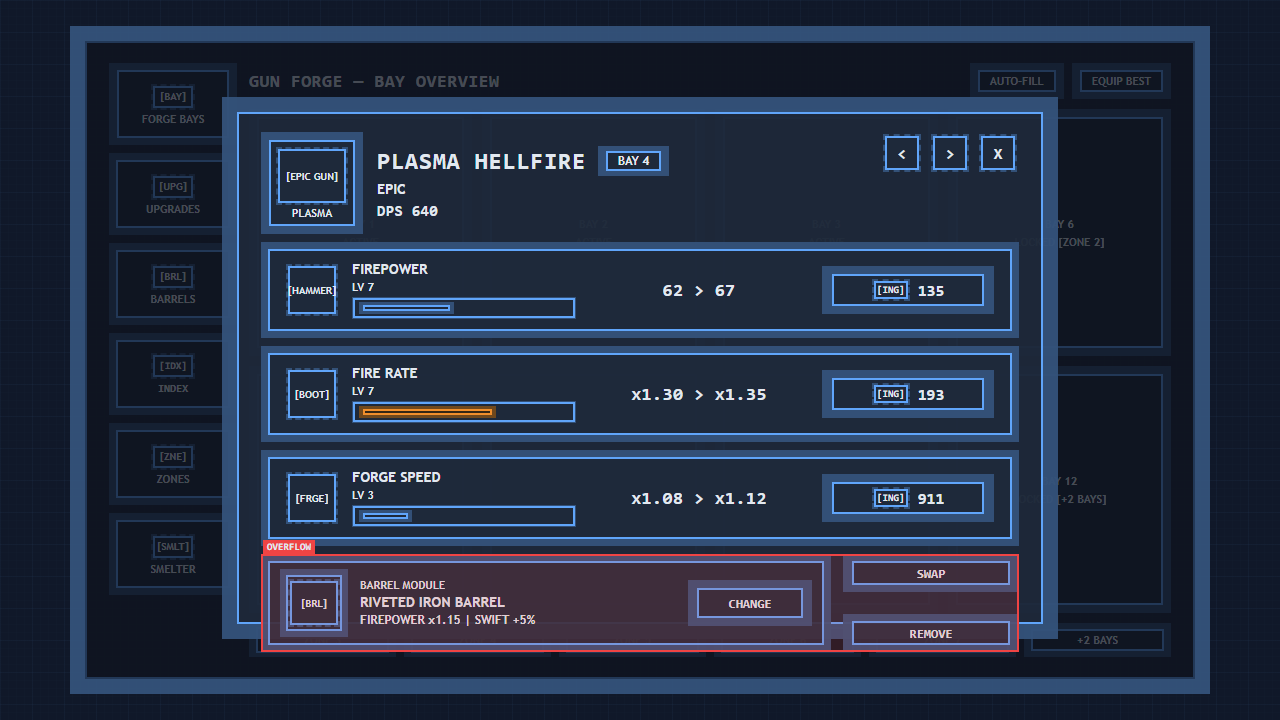 GUN FORGE — BAY OVERVIEW
AUTO-FILL
EQUIP BEST
[BAY]
FORGE BAYS
[UPG]
UPGRADES
[BRL]
BARRELS
[IDX]
INDEX
[ZNE]
ZONES
[SMLT]
SMELTER
[EPIC GUN]
PLASMA
PLASMA HELLFIRE
BAY 4
EPIC
DPS 640
<
>
X
[HAMMER]
FIREPOWER
LV 7
62 > 67
[ING] 135
[BOOT]
FIRE RATE
LV 7
x1.30 > x1.35
[ING] 193
[FRGE]
FORGE SPEED
LV 3
x1.08 > x1.12
[ING] 911
OVERFLOW
[BRL]
BARREL MODULE
RIVETED IRON BARREL
FIREPOWER x1.15 | SWIFT +5%
CHANGE
SWAP
REMOVE
Y 6
[ZONE 2]
Y 12
[+2 BAYS]
+2 BAYS